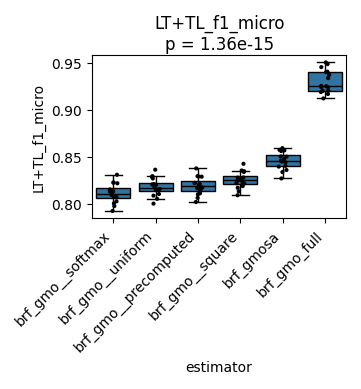 LT+TL_f1_micro
p = 1.36e-15
LT+TL_f1_micro
0.95
0.90
0.85
0.80
brf_gmo__softmax
brf_gmo__uniform
brf_gmo__precomputed
brf_gmo__square
brf_gmosa
brf_gmo_full
estimator